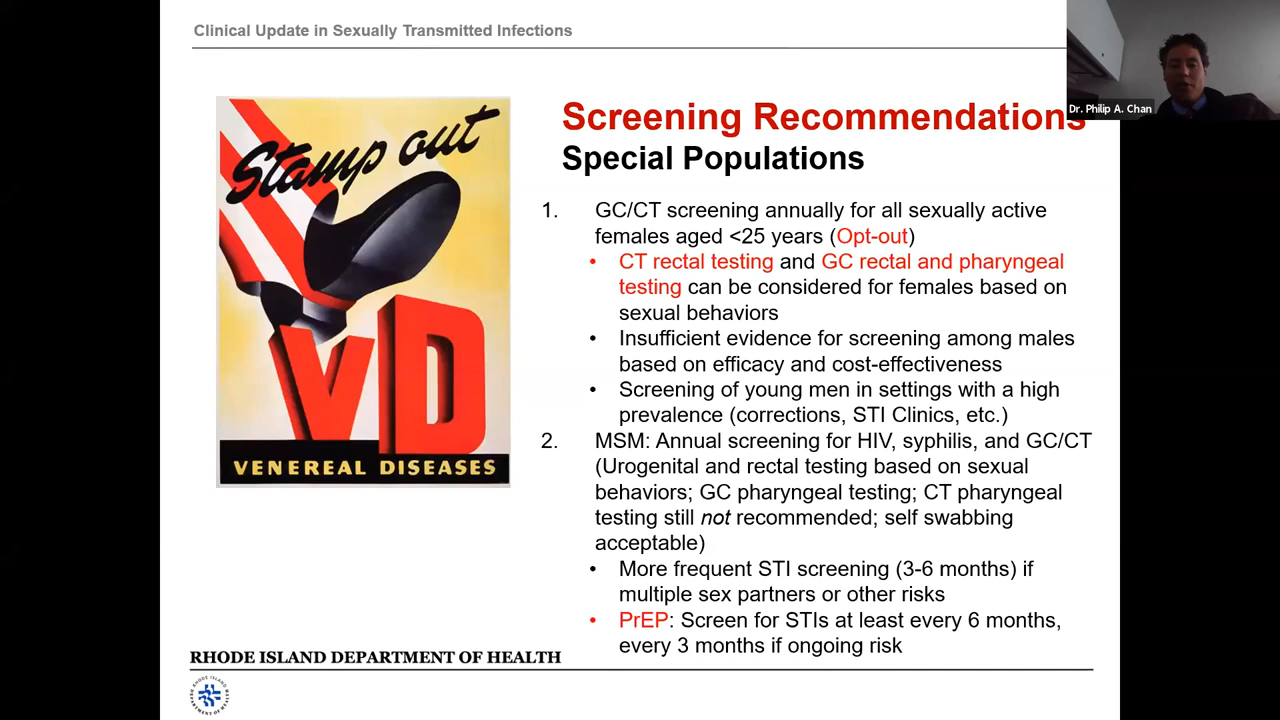 Clinical Update in Sexually Transmitted Infections
Dr. Philip A. Chan
Stamp out
VD
VENEREAL DISEASES
Screening Recommendations
Special Populations
1. GC/CT screening annually for all sexually active
females aged <25 years (Opt-out)
• CT rectal testing and GC rectal and pharyngeal
testing can be considered for females based on
sexual behaviors
• Insufficient evidence for screening among males
based on efficacy and cost-effectiveness
• Screening of young men in settings with a high
prevalence (corrections, STI Clinics, etc.)
2. MSM: Annual screening for HIV, syphilis, and GC/CT
(Urogenital and rectal testing based on sexual
behaviors; GC pharyngeal testing; CT pharyngeal
testing still not recommended; self swabbing
acceptable)
• More frequent STI screening (3-6 months) if
multiple sex partners or other risks
• PrEP: Screen for STIs at least every 6 months,
every 3 months if ongoing risk
RHODE ISLAND DEPARTMENT OF HEALTH